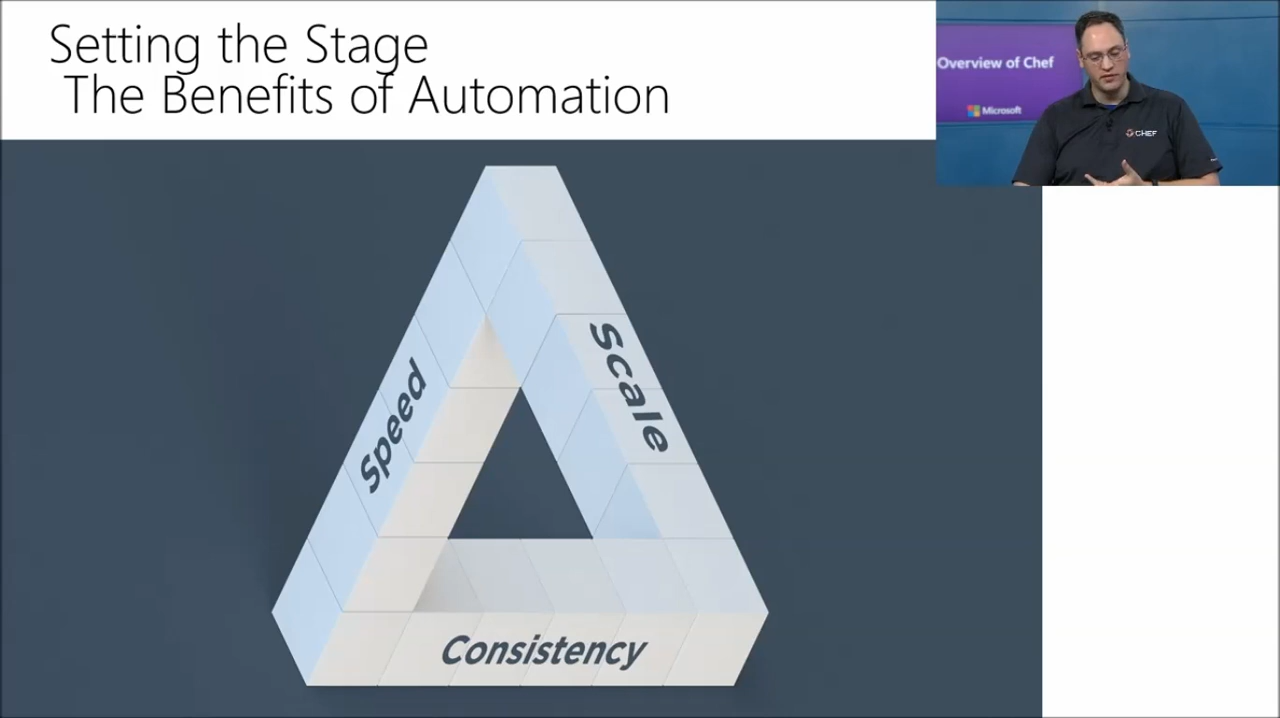 Setting the Stage
The Benefits of Automation
Overview of Chef
Microsoft
CHEF
Speed
Scale
Consistency